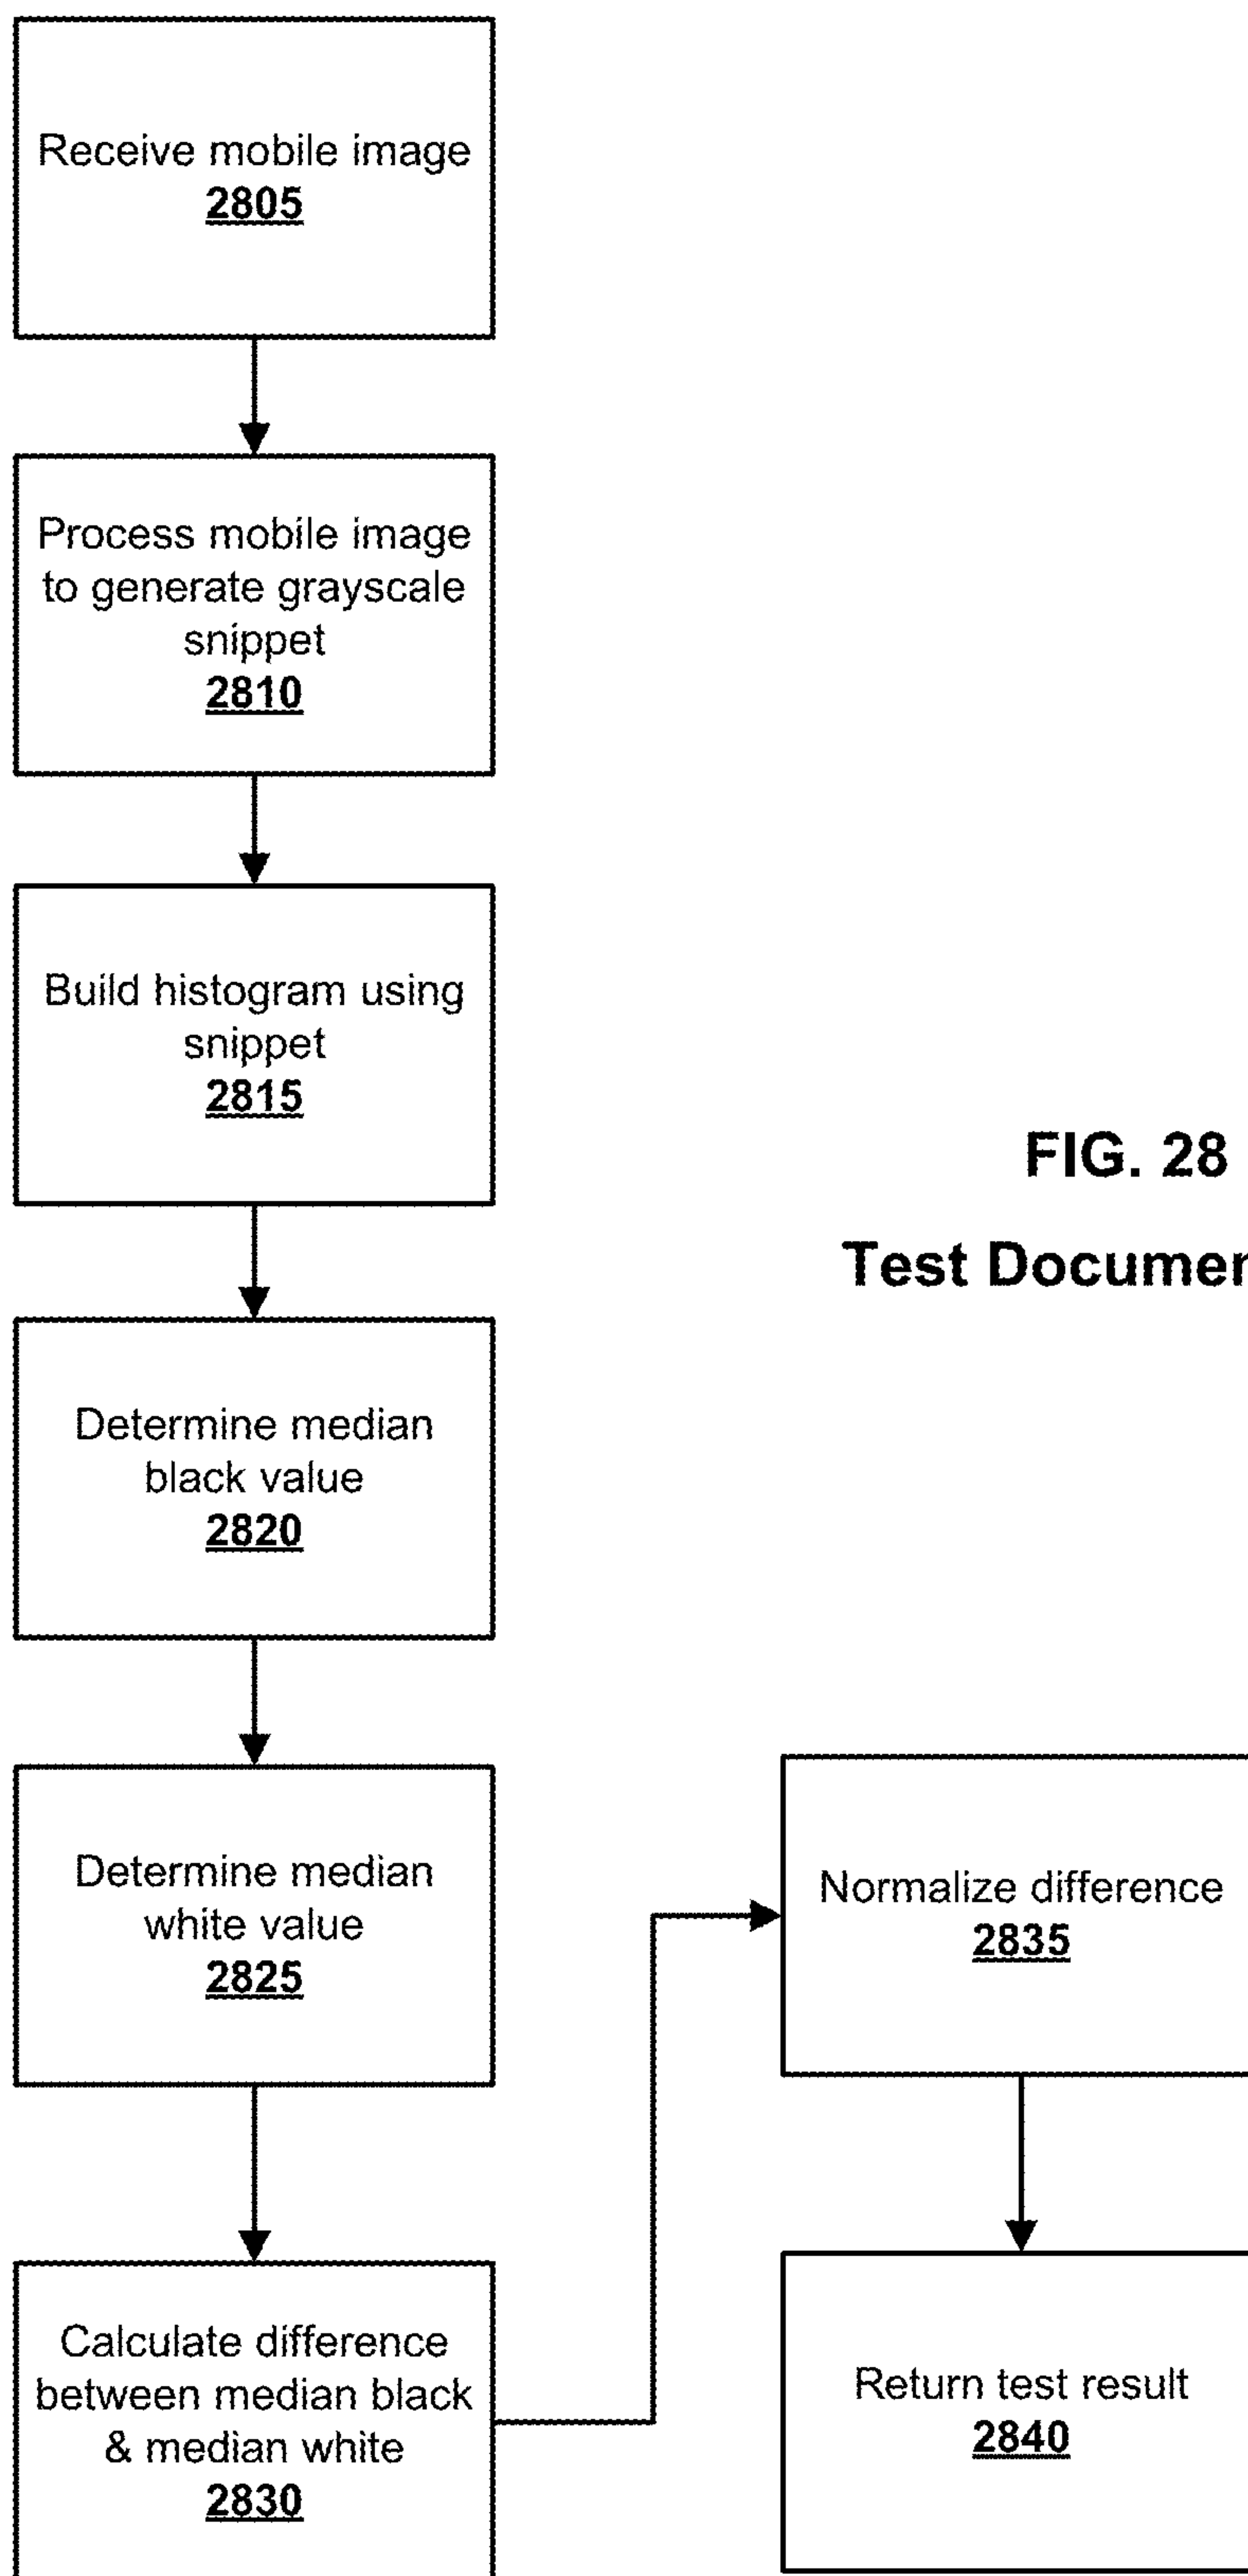 Receive mobile image
2805
Process mobile image
to generate grayscale
snippet
2810
Build histogram using
snippet
2815
Determine median
black value
2820
Determine median
white value
2825
Calculate difference
between median black
& median white
2830
Normalize difference
2835
Return test result
2840
FIG. 28
Test